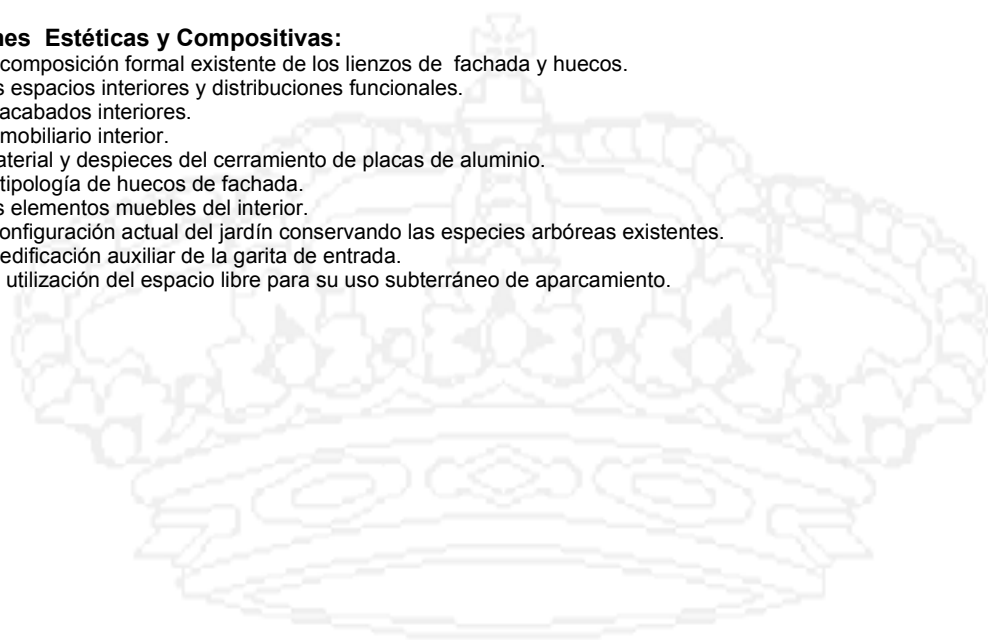 nes Estéticas y Compositivas:
composición formal existente de los lienzos de fachada y huecos.
s espacios interiores y distribuciones funcionales.
acabados interiores.
mobiliario interior.
aterial y despieces del cerramiento de placas de aluminio.
tipología de huecos de fachada.
s elementos muebles del interior.
onfiguración actual del jardín conservando las especies arbóreas existentes.
edificación auxiliar de la garita de entrada.
utilización del espacio libre para su uso subterráneo de aparcamiento.